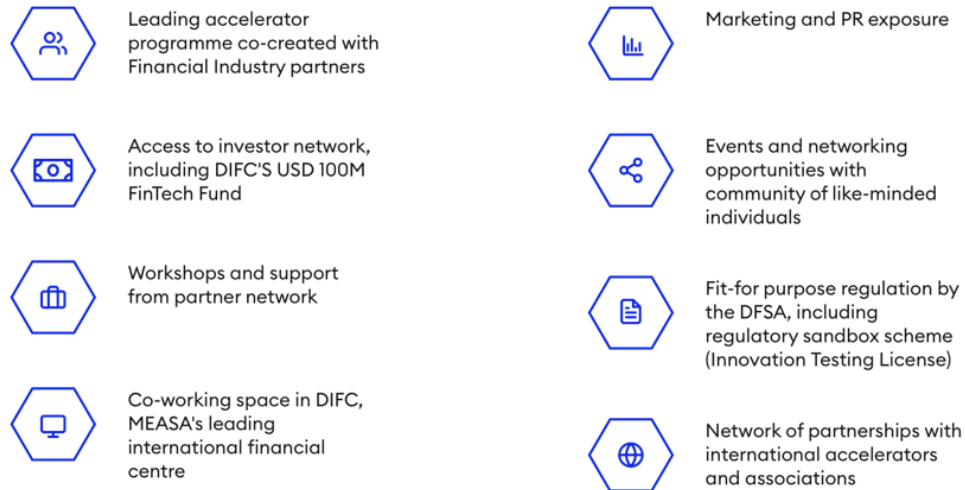 Leading accelerator
programme co-created with
Financial Industry partners
Access to investor network,
including DIFC'S USD 100M
FinTech Fund
Workshops and support
from partner network
Co-working space in DIFC,
MEASA's leading
international financial
centre
Marketing and PR exposure
Events and networking
opportunities with
community of like-minded
individuals
Fit-for purpose regulation by
the DFSA, including
regulatory sandbox scheme
(Innovation Testing License)
Network of partnerships with
international accelerators
and associations